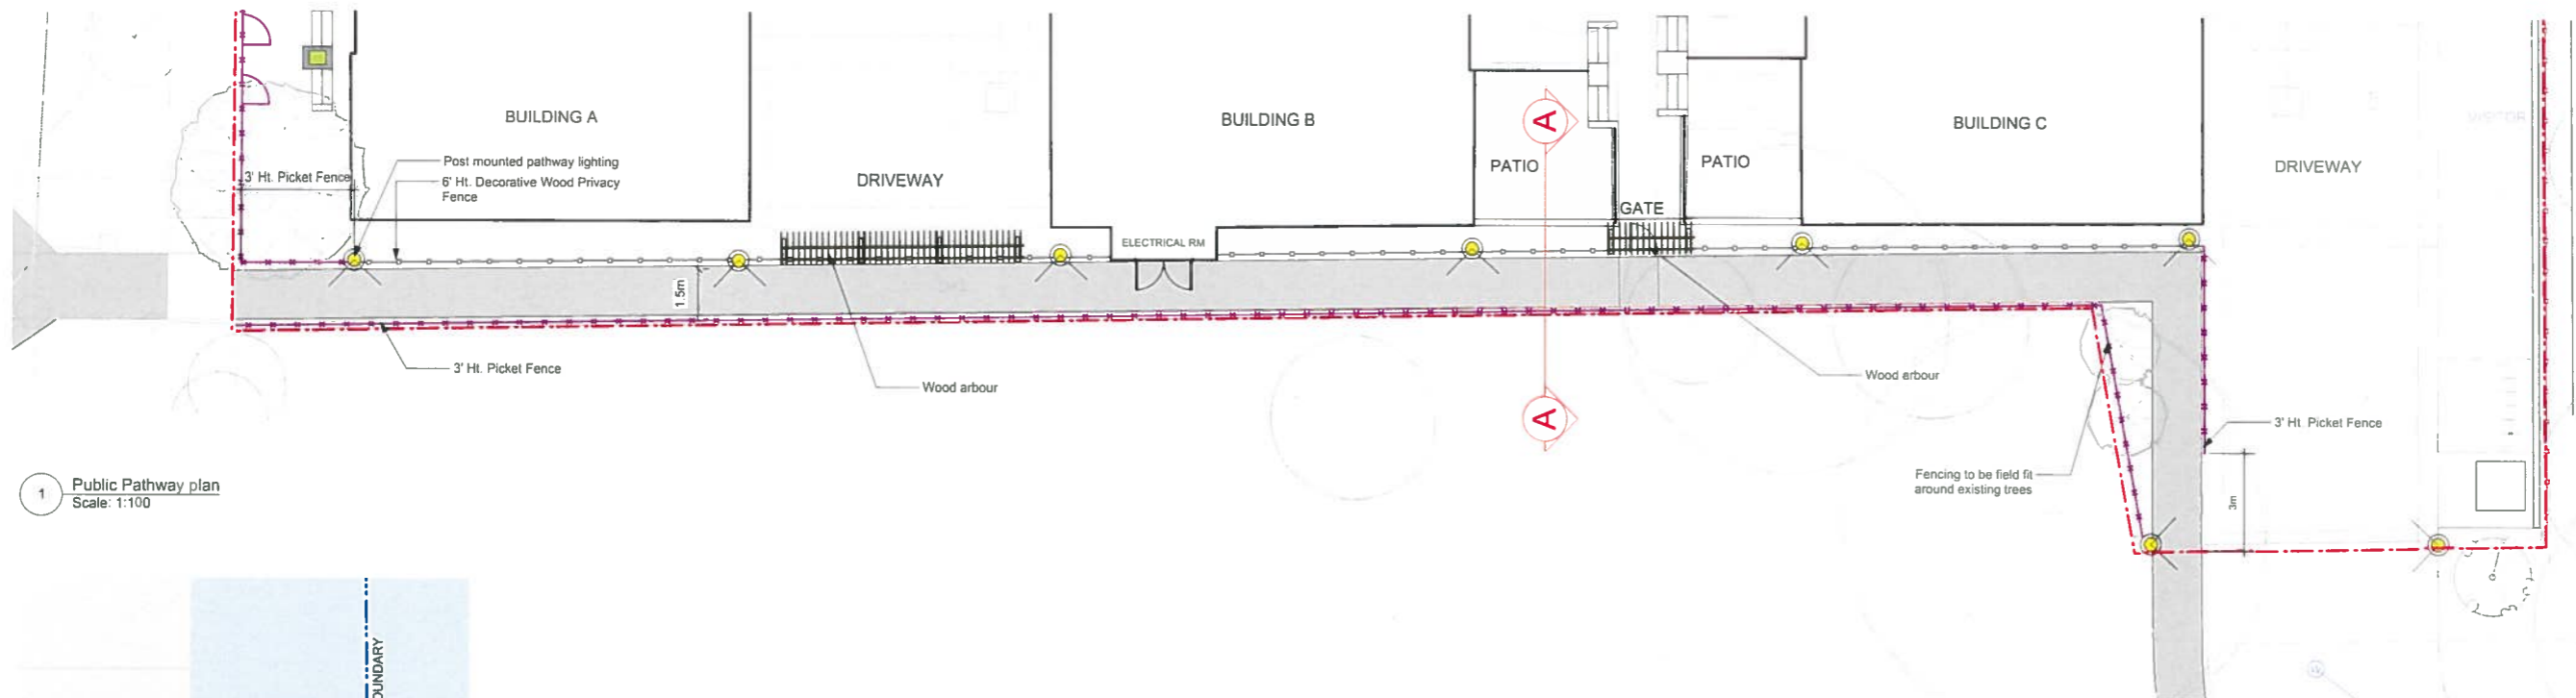 BUILDING A
BUILDING B
BUILDING C
A
PATIO
PATIO
Post mounted pathway lighting
6' Ht. Decorative Wood Privacy
Fence
3' Ht. Picket Fence
DRIVEWAY
DRIVEWAY
VISITOR
GATE
ELECTRICAL RM
1.5m
3' Ht. Picket Fence
Wood arbour
Wood arbour
A
3' Ht. Picket Fence
Fencing to be field fit
around existing trees
3m
1
Public Pathway plan
Scale: 1:100